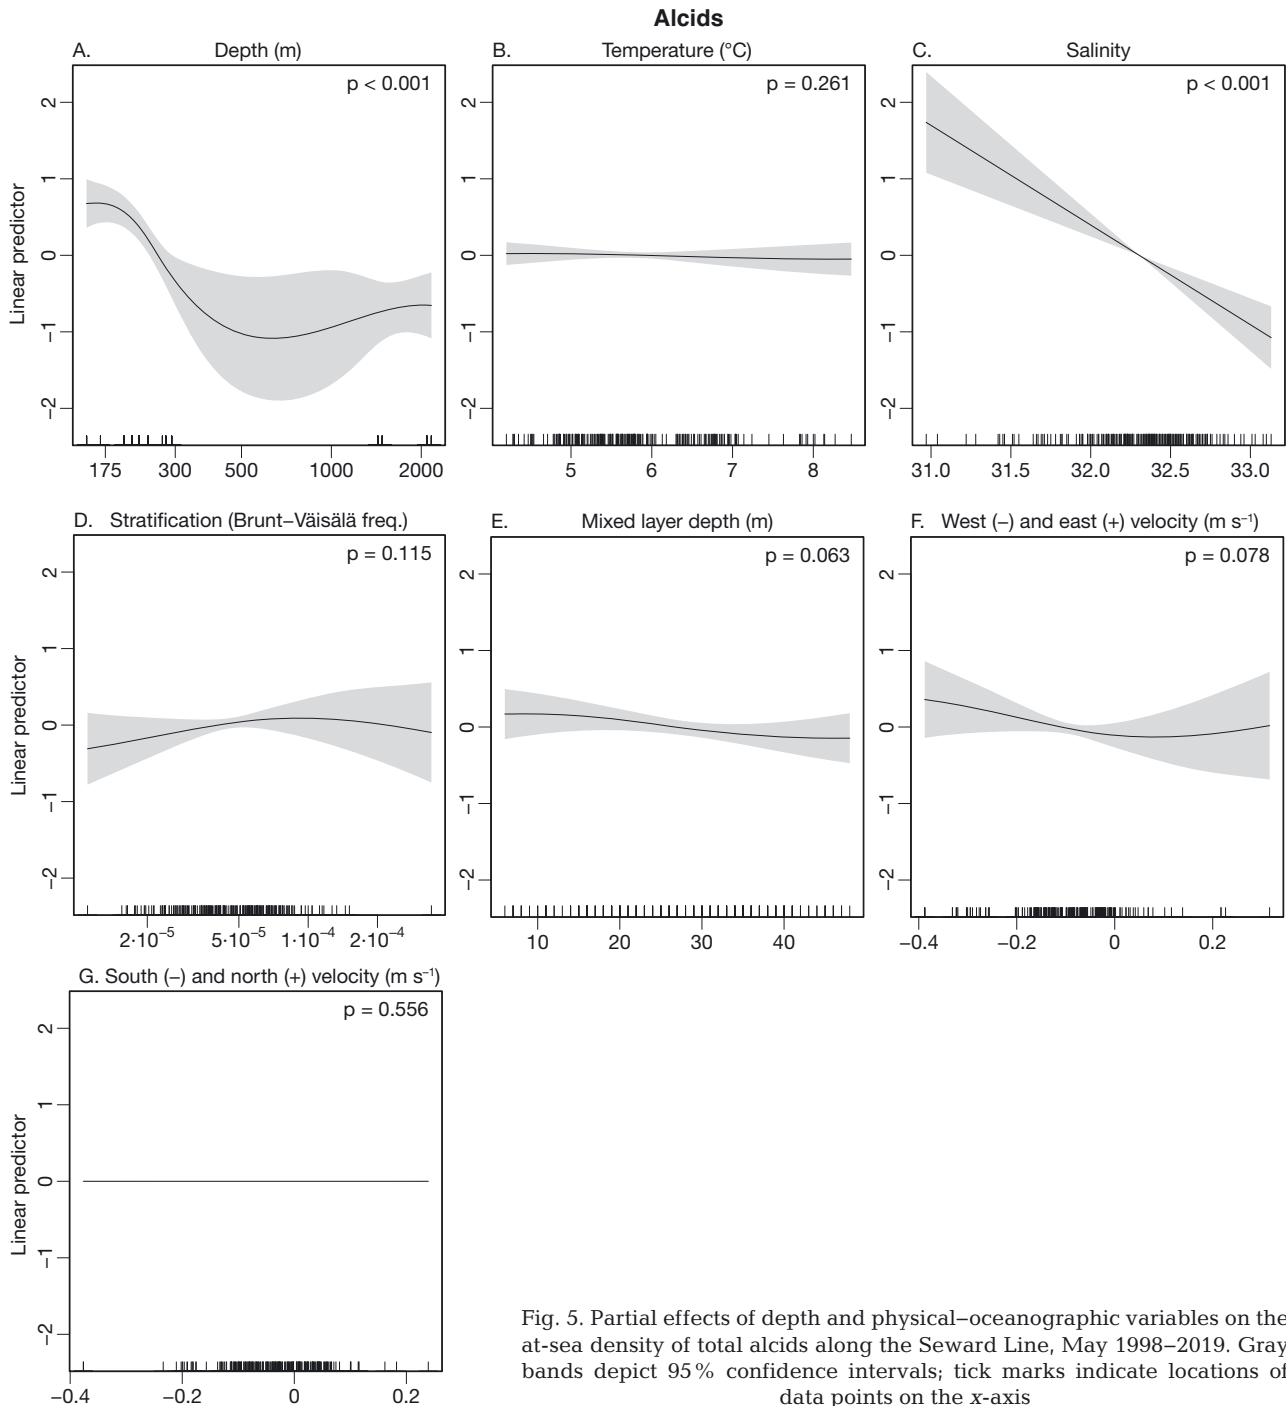 Alcids
A. Depth (m)
B. Temperature (°C)
C. Salinity
p < 0.001
p = 0.261
p < 0.001
Linear predictor
2
1
0
−1
−2
2
1
0
−1
−2
2
1
0
−1
−2
175 300 500 1000 2000
5 6 7 8
31.0 31.5 32.0 32.5 33.0
D. Stratification (Brunt−Väisälä freq.)
E. Mixed layer depth (m)
F. West (−) and east (+) velocity (m s⁻¹)
p = 0.115
p = 0.063
p = 0.078
Linear predictor
2
1
0
−1
−2
2
1
0
−1
−2
2
1
0
−1
−2
2·10⁻⁵ 5·10⁻⁵ 1·10⁻⁴ 2·10⁻⁴
10 20 30 40
−0.4 −0.2 0 0.2
G. South (−) and north (+) velocity (m s⁻¹)
p = 0.556
Linear predictor
2
1
0
−1
−2
−0.4 −0.2 0 0.2
Fig. 5. Partial effects of depth and physical−oceanographic variables on the
at-sea density of total alcids along the Seward Line, May 1998−2019. Gray
bands depict 95% confidence intervals; tick marks indicate locations of
data points on the x-axis